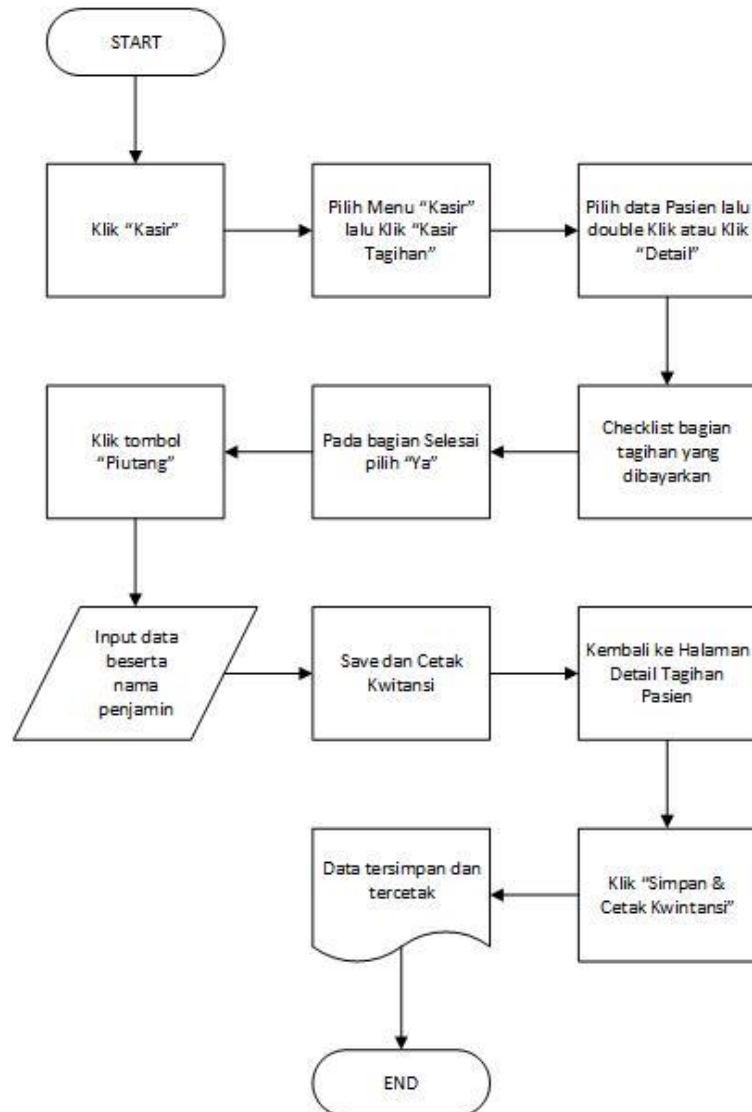 START
Klik “Kasir”
Pilih Menu “Kasir”
lalu Klik “Kasir
Tagihan”
Pilih data Pasien lalu
double Klik atau Klik
“Detail”
Checklist bagian
tagihan yang
dibayarkan
Pada bagian Selesai
pilih “Ya”
Klik tombol
“Piutang”
Input data
beserta
nama
penjamin
Save dan Cetak
Kwitansi
Kembali ke Halaman
Detail Tagihan
Pasien
Klik “Simpan &
Cetak Kwintansi”
Data tersimpan dan
tercetak
END